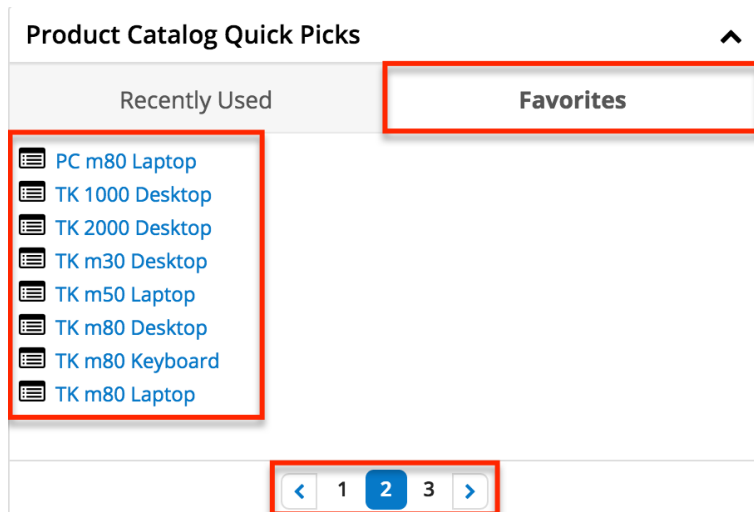 Product Catalog Quick Picks
Recently Used Favorites
PC m80 Laptop
TK 1000 Desktop
TK 2000 Desktop
TK m30 Desktop
TK m50 Laptop
TK m80 Desktop
TK m80 Keyboard
TK m80 Laptop
1 2 3